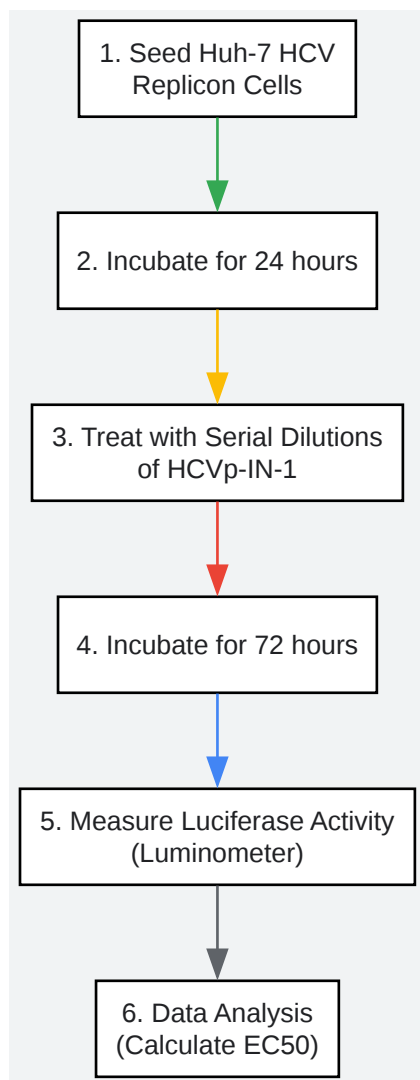 1. Seed Huh-7 HCV
Replicon Cells
2. Incubate for 24 hours
3. Treat with Serial Dilutions
of HCVp-IN-1
4. Incubate for 72 hours
5. Measure Luciferase Activity
(Luminometer)
6. Data Analysis
(Calculate EC50)